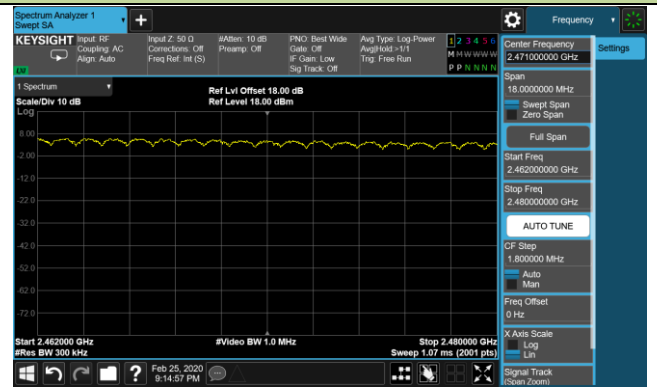 Spectrum Analyzer 1
Swept SA
Frequency
KEYSIGHT
Input: RF
Coupling: AC
Align: Auto
Input Z: 50 Ω
Corrections: Off
Freq Ref: Int (S)
#Atten: 10 dB
Preamp: Off
PNO: Best Wide
Gate: Off
IF Gain: Low
Sig Track: Off
Avg Type: Log-Power
Avg|Hold:>1/1
Trig: Free Run
1 2 3 4 5 6
M W W W W W
P P N N N N
LXI
1 Spectrum
Scale/Div 10 dB
Log
Ref Lvl Offset 18.00 dB
Ref Level 18.00 dBm
8.00
-2.00
-12.0
-22.0
-32.0
-42.0
-52.0
-62.0
-72.0
Start 2.462000 GHz
#Res BW 300 kHz
#Video BW 1.0 MHz
Stop 2.480000 GHz
Sweep 1.07 ms (2001 pts)
Feb 25, 2020
9:14:57 PM
Center Frequency
2.471000000 GHz
Settings
Span
18.0000000 MHz
Swept Span
Zero Span
Full Span
Start Freq
2.462000000 GHz
Stop Freq
2.480000000 GHz
AUTO TUNE
CF Step
1.800000 MHz
Auto
Man
Freq Offset
0 Hz
X Axis Scale
Log
Lin
Signal Track
(Span Zoom)